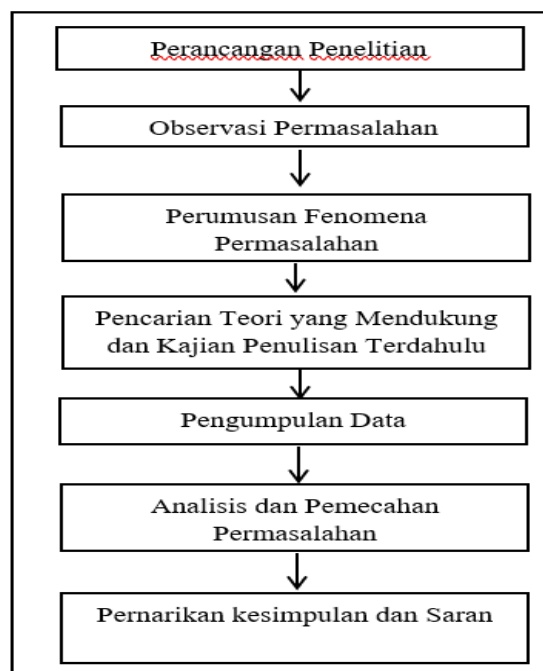 Perancangan Penelitian
Observasi Permasalahan
Perumusan Fenomena
Permasalahan
Pencarian Teori yang Mendukung
dan Kajian Penulisan Terdahulu
Pengumpulan Data
Analisis dan Pemecahan
Permasalahan
Pernarikan kesimpulan dan Saran